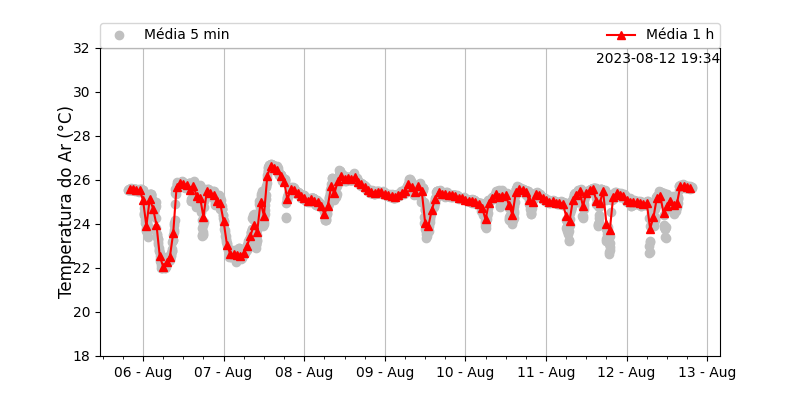 Média 5 min
Média 1 h
2023-08-12 19:34
Temperatura do Ar (°C)
32
30
28
26
24
22
20
18
06 - Aug
07 - Aug
08 - Aug
09 - Aug
10 - Aug
11 - Aug
12 - Aug
13 - Aug